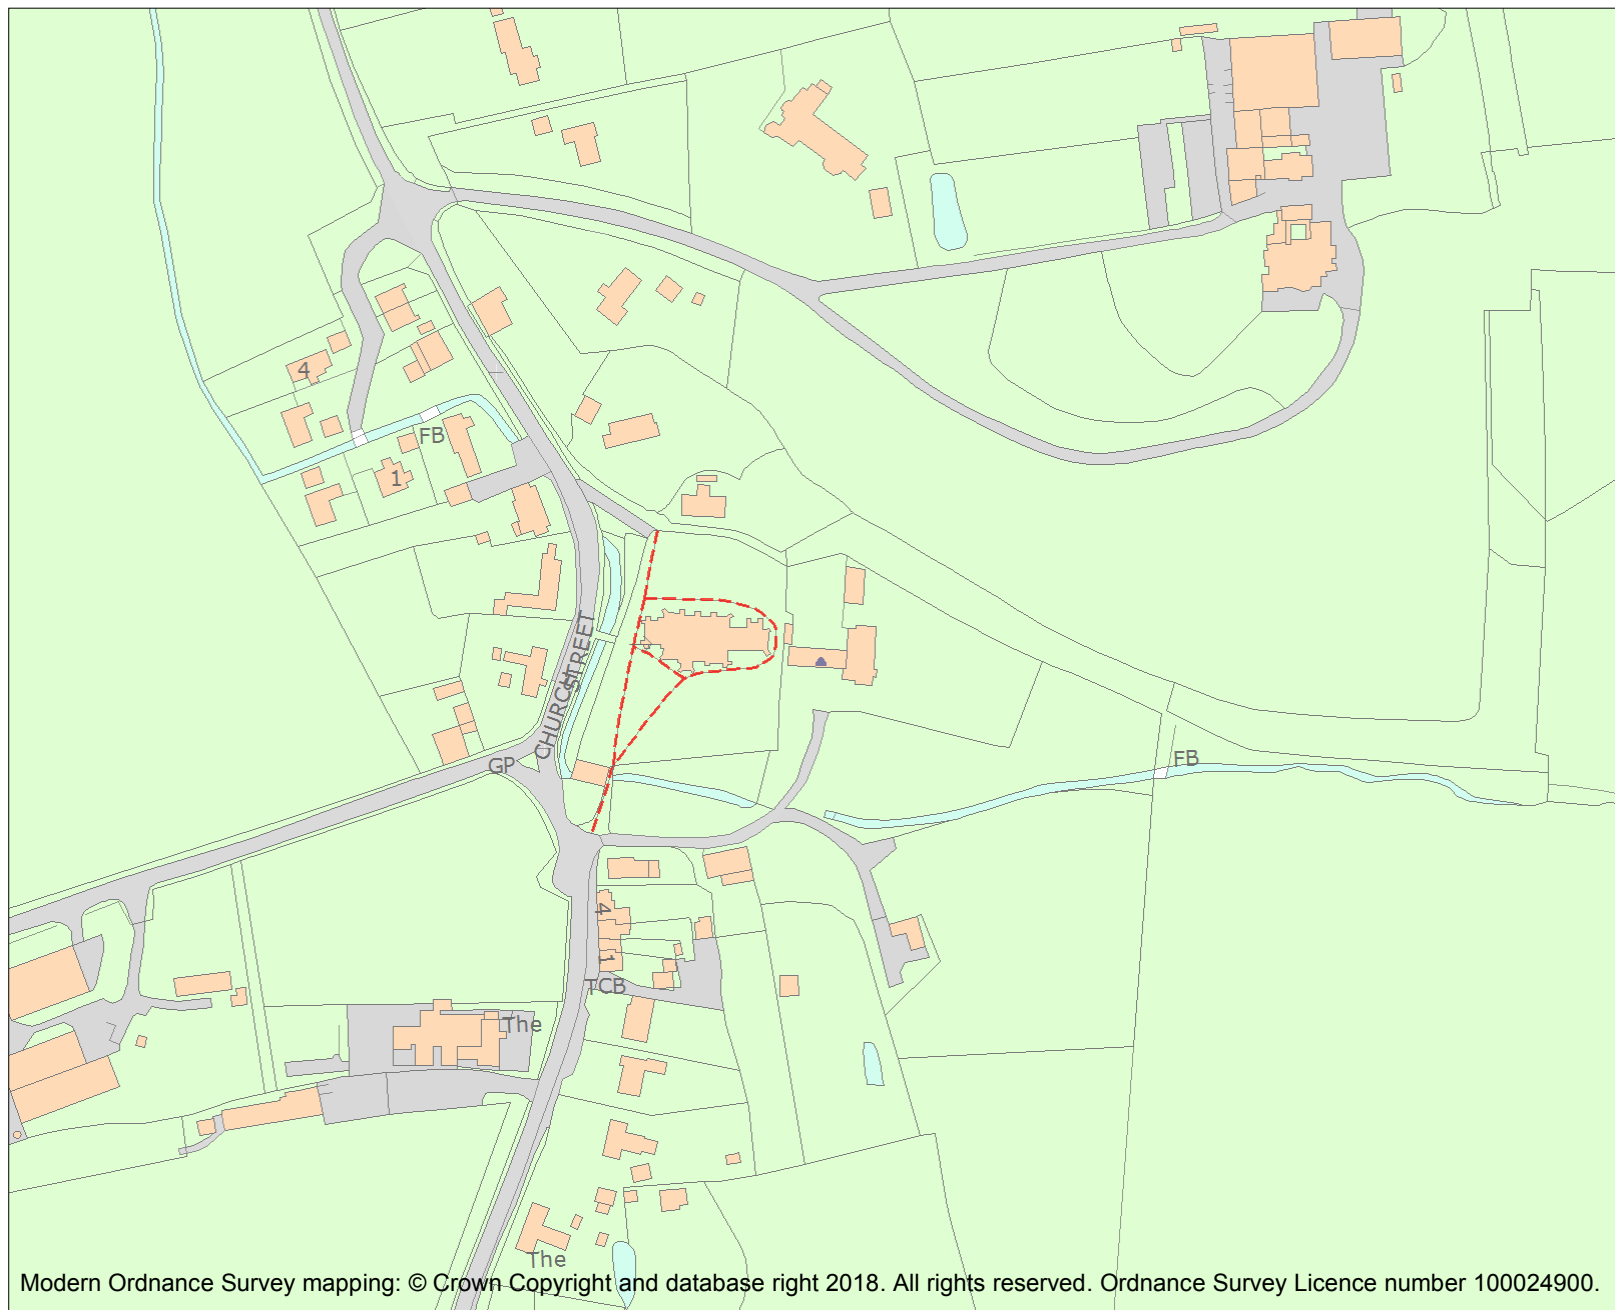 4
FB
1
CHURCH STREET
GP
FB
4
1
TCB
The
The
Modern Ordnance Survey mapping: © Crown Copyright and database right 2018. All rights reserved. Ordnance Survey Licence number 100024900.